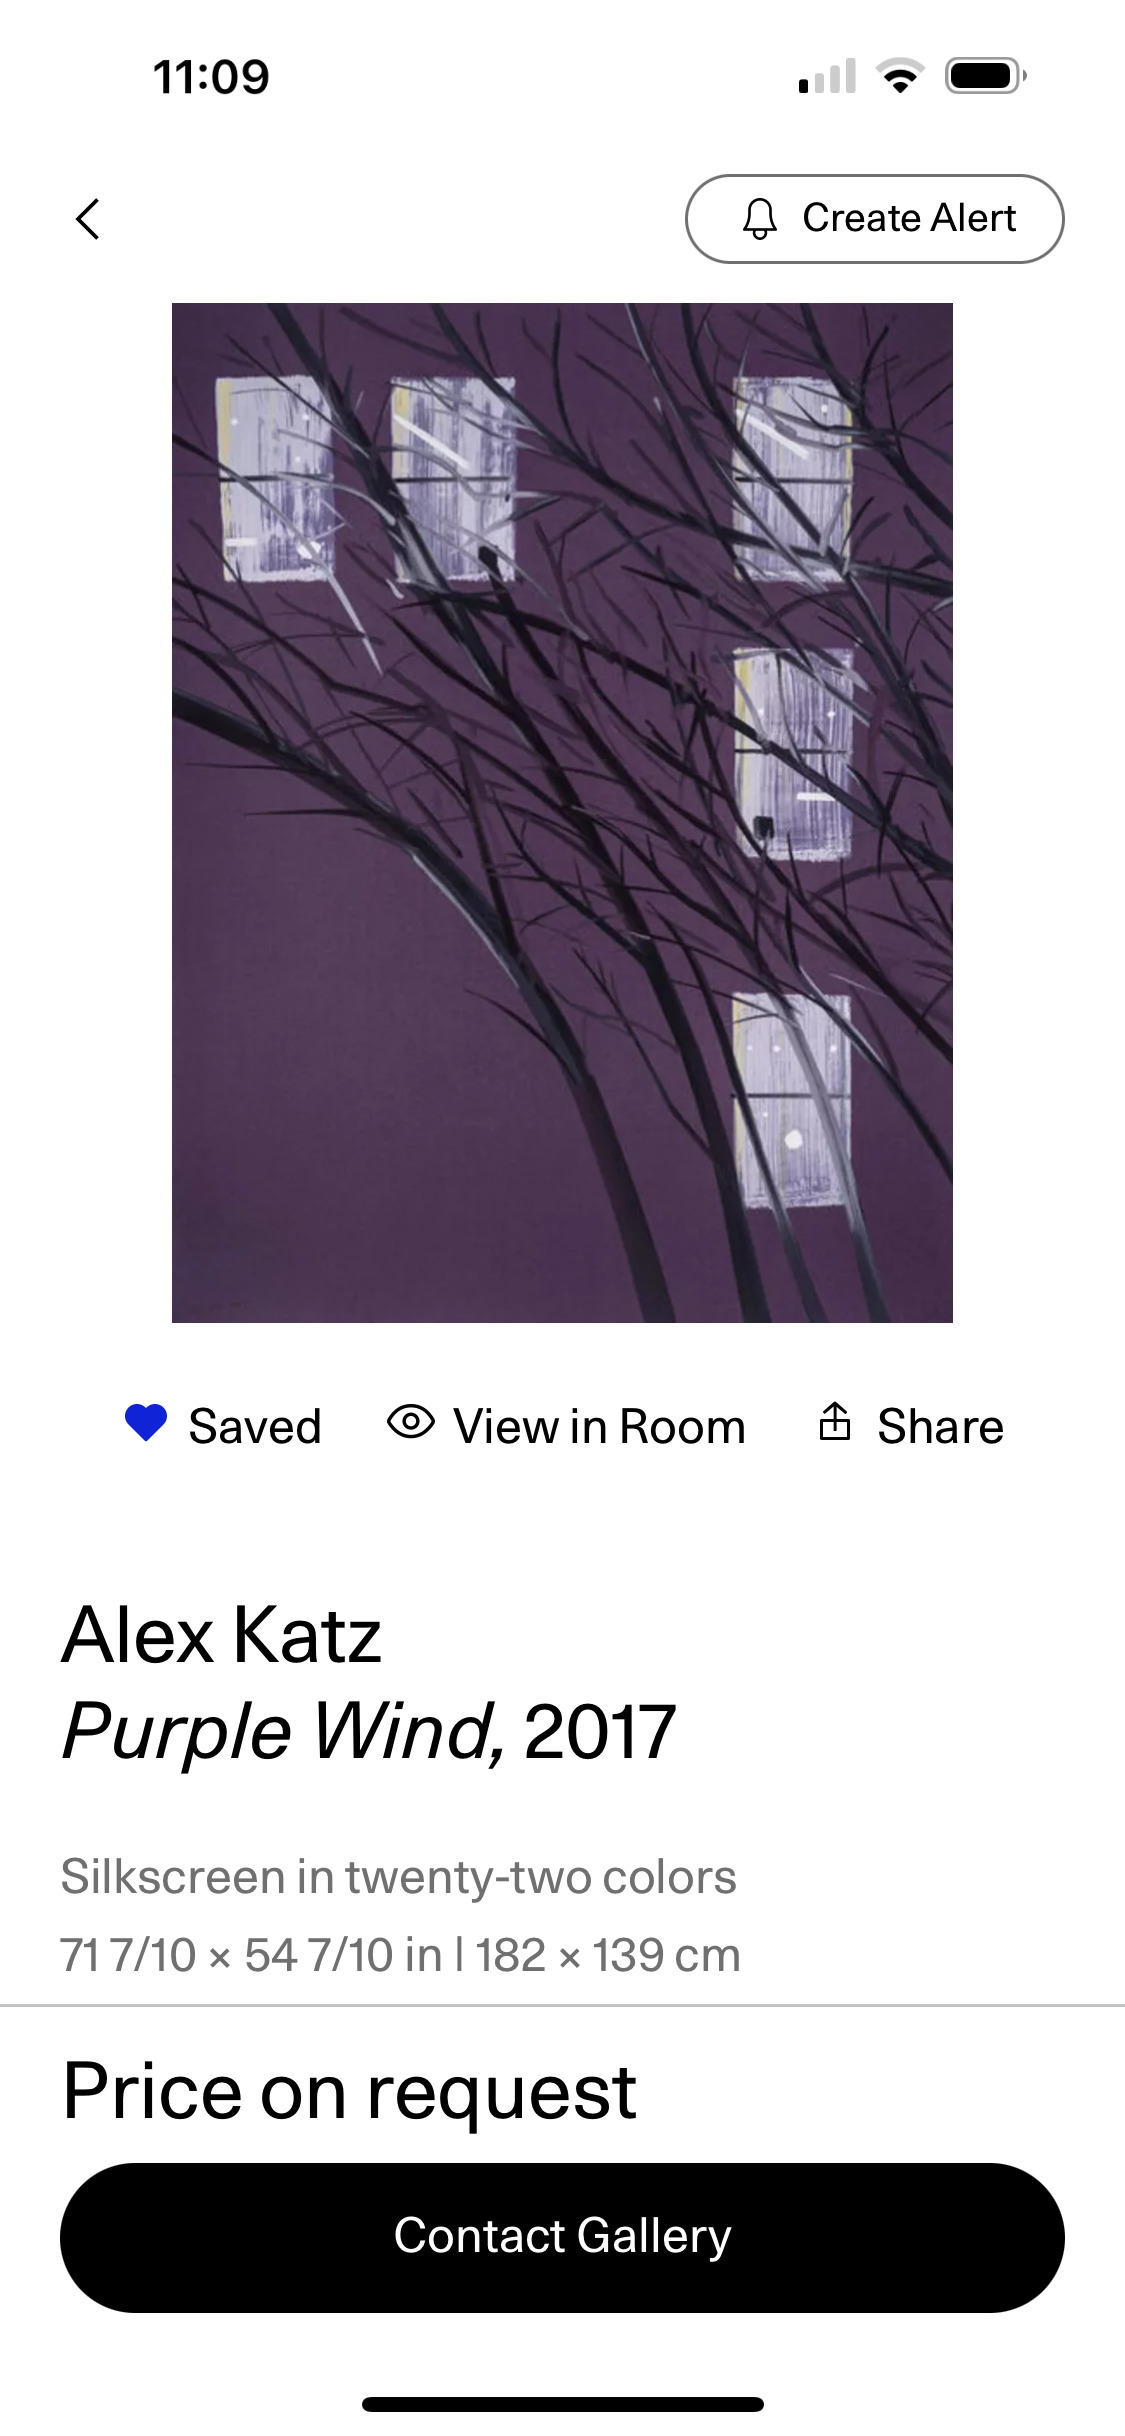 11:09
Create Alert
Saved
View in Room
Share
Alex Katz
Purple Wind, 2017
Silkscreen in twenty-two colors
71 7/10 × 54 7/10 in | 182 × 139 cm
Price on request
Contact Gallery